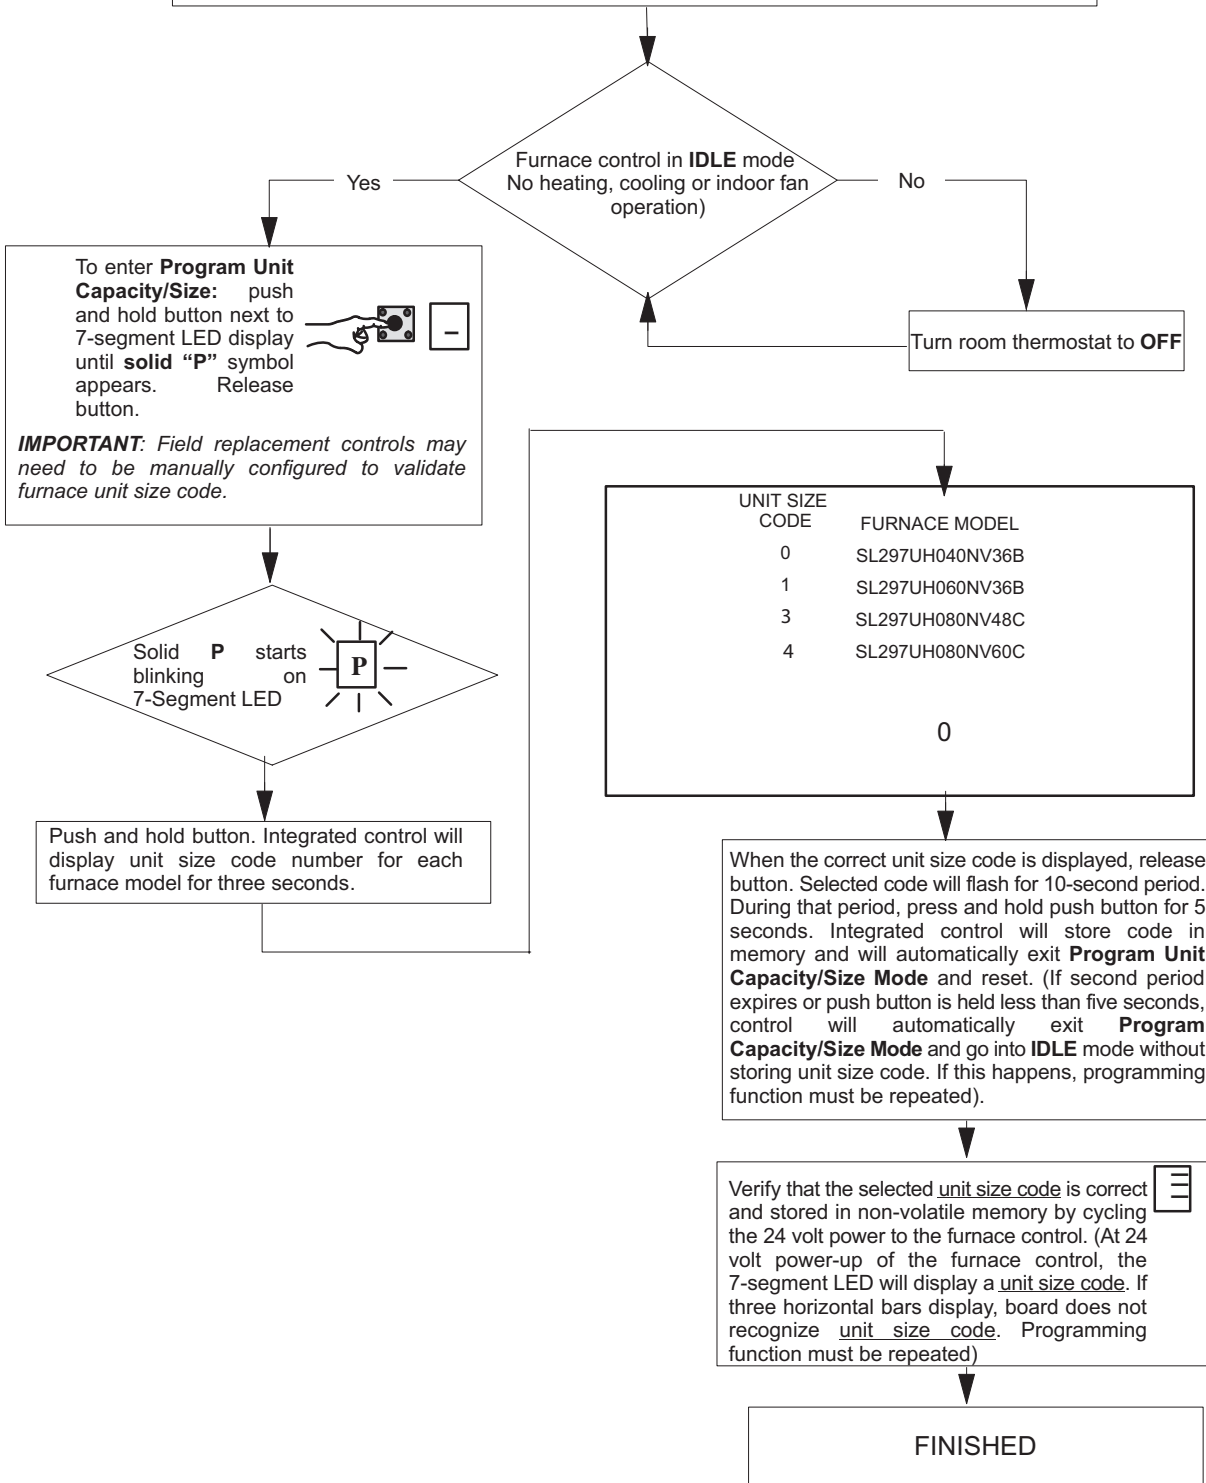 Furnace control in IDLE mode
No heating, cooling or indoor fan
operation)
Yes
No
To enter Program Unit
Capacity/Size: push
and hold button next to
7-segment LED display
until solid “P” symbol
appears. Release
button.
IMPORTANT: Field replacement controls may
need to be manually configured to validate
furnace unit size code.
Turn room thermostat to OFF
Solid P starts
blinking on
7-Segment LED
P
Push and hold button. Integrated control will
display unit size code number for each
furnace model for three seconds.
UNIT SIZE
CODE FURNACE MODEL
0 SL297UH040NV36B
1 SL297UH060NV36B
3 SL297UH080NV48C
4 SL297UH080NV60C
0
When the correct unit size code is displayed, release
button. Selected code will flash for 10-second period.
During that period, press and hold push button for 5
seconds. Integrated control will store code in
memory and will automatically exit Program Unit
Capacity/Size Mode and reset. (If second period
expires or push button is held less than five seconds,
control will automatically exit Program
Capacity/Size Mode and go into IDLE mode without
storing unit size code. If this happens, programming
function must be repeated).
Verify that the selected unit size code is correct
and stored in non-volatile memory by cycling
the 24 volt power to the furnace control. (At 24
volt power-up of the furnace control, the
7-segment LED will display a unit size code. If
three horizontal bars display, board does not
recognize unit size code. Programming
function must be repeated)
FINISHED